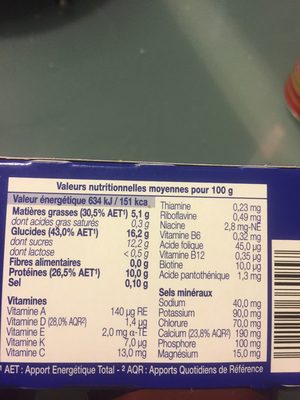 Valeurs nutritionnelles moyennes pour 100 g
Valeur énergétique 634 kJ / 151 kca
Matières grasses (30,5% AET¹) 5,1 g
dont acides gras saturés 0,3 g
Glucides (43,0% AET¹) 16,2 g
dont sucres 12,2 g
dont lactose < 0,5 g
Fibres alimentaires 0,0 g
Protéines (26,5% AET¹) 10,0 g
Sel 0,10 g
Vitamines
Vitamine A 140 µg RE
Vitamine D (28,0% AQR²) 1,4 µg
Vitamine E 2,0 mg α-TE
Vitamine K 7,0 µg
Vitamine C 13,0 mg
Thiamine 0,23 mg
Riboflavine 0,49 mg
Niacine 2,8 mg-NE
Vitamine B6 0,32 mg
Acide folique 45,0 µg
Vitamine B12 0,35 µg
Biotine 10,0 µg
Acide pantothénique 1,3 mg
Sels minéraux
Sodium 40,0 mg
Potassium 90,0 mg
Chlorure 70,0 mg
Calcium (23,8% AQR²) 190 mg
Phosphore 100 mg
Magnésium 15,0 mg
¹ AET : Apport Energétique Total - ² AQR : Apports Quotidiens de Référence